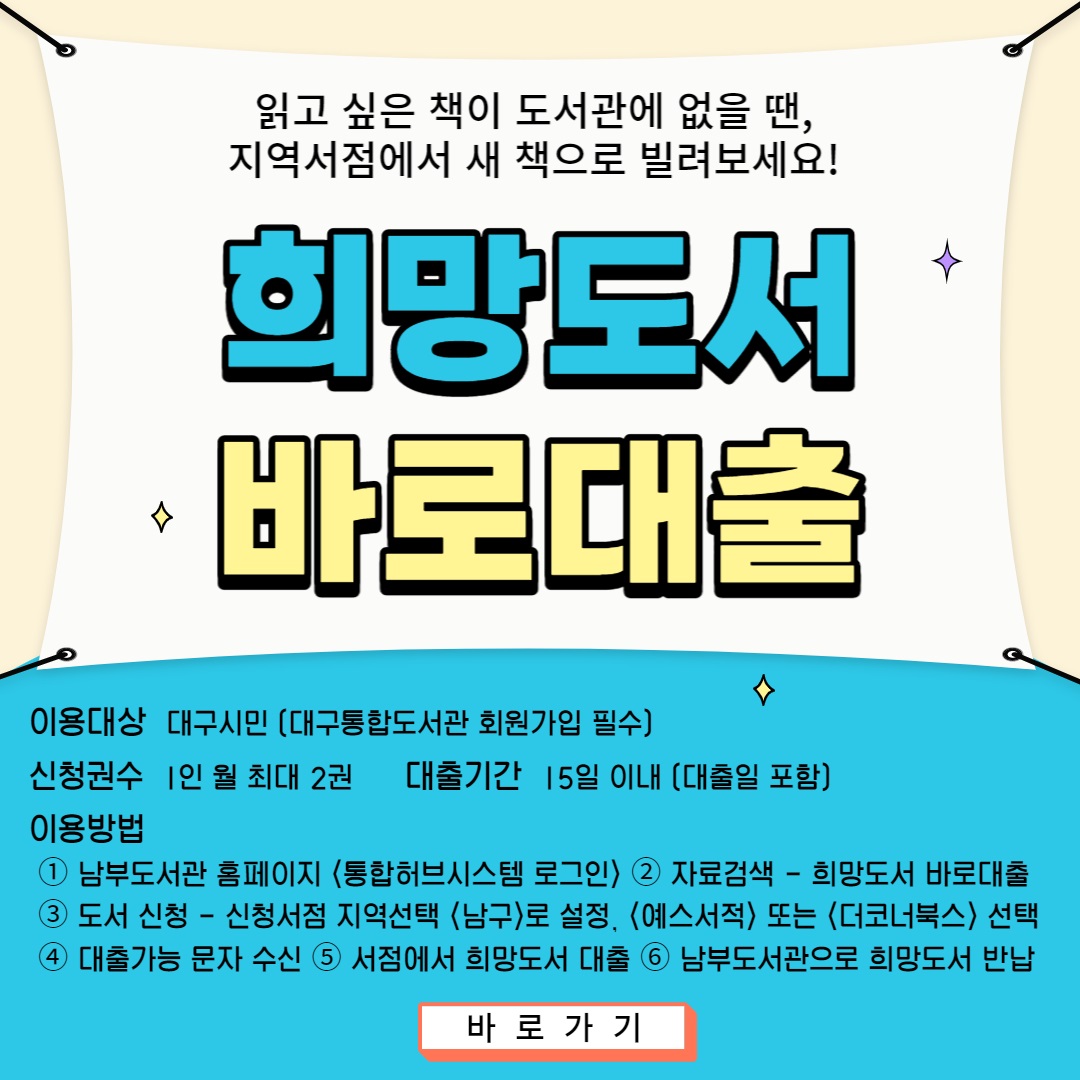 읽고 싶은 책이 도서관에 없을 땐,
지역서점에서 새 책으로 빌려보세요!
희망도서
바로대출
이용대상 대구시민 (대구통합도서관 회원가입 필수)
신청권수 1인 월 최대 2권 대출기간 15일 이내 (대출일 포함)
이용방법
① 남부도서관 홈페이지 <통합허브시스템 로그인> ② 자료검색 - 희망도서 바로대출
③ 도서 신청 - 신청서점 지역선택 <남구>로 설정, <예스서적> 또는 <더코너북스> 선택
④ 대출가능 문자 수신 ⑤ 서점에서 희망도서 대출 ⑥ 남부도서관으로 희망도서 반납
바 로 가 기